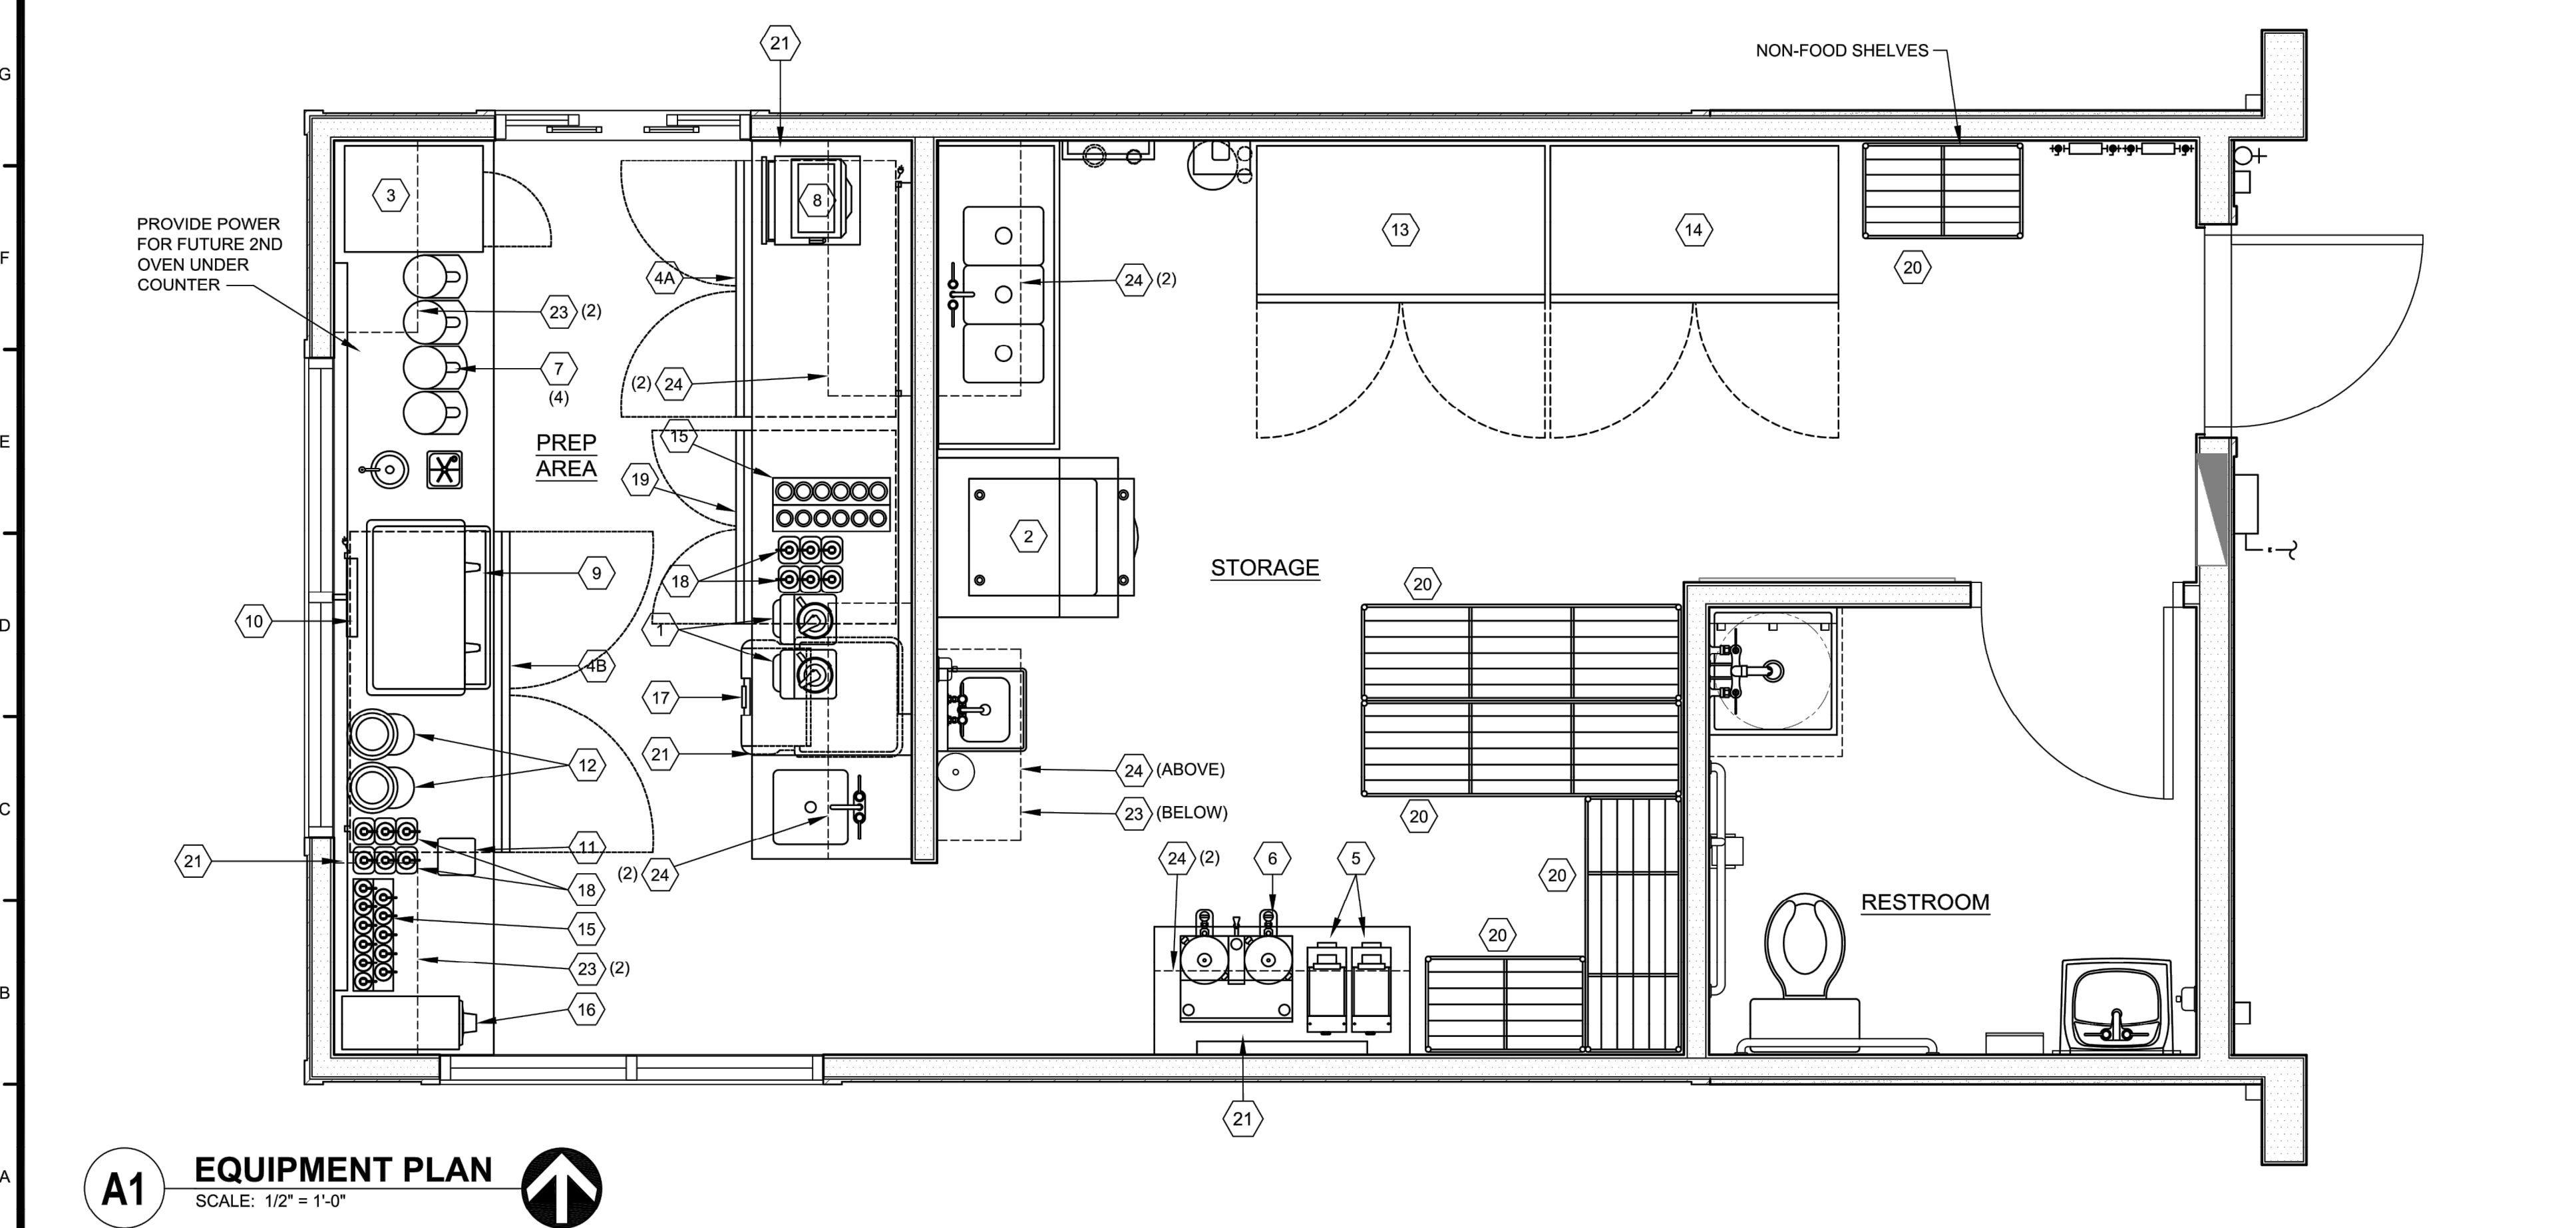 G
F
E
D
C
B
A
21
NON-FOOD SHELVES
3
8
PROVIDE POWER
FOR FUTURE 2ND
OVEN UNDER
COUNTER
13
14
20
4A
24 (2)
23 (2)
7
(4)
(2) 24
PREP
AREA
15
19
2
STORAGE
9
18
20
10
1
4B
17
21
12
24 (ABOVE)
23 (BELOW)
20
21
11
(2) 24
24 (2)
6
5
20
18
15
RESTROOM
20
23 (2)
16
21
A1
EQUIPMENT PLAN
SCALE: 1/2" = 1'-0"